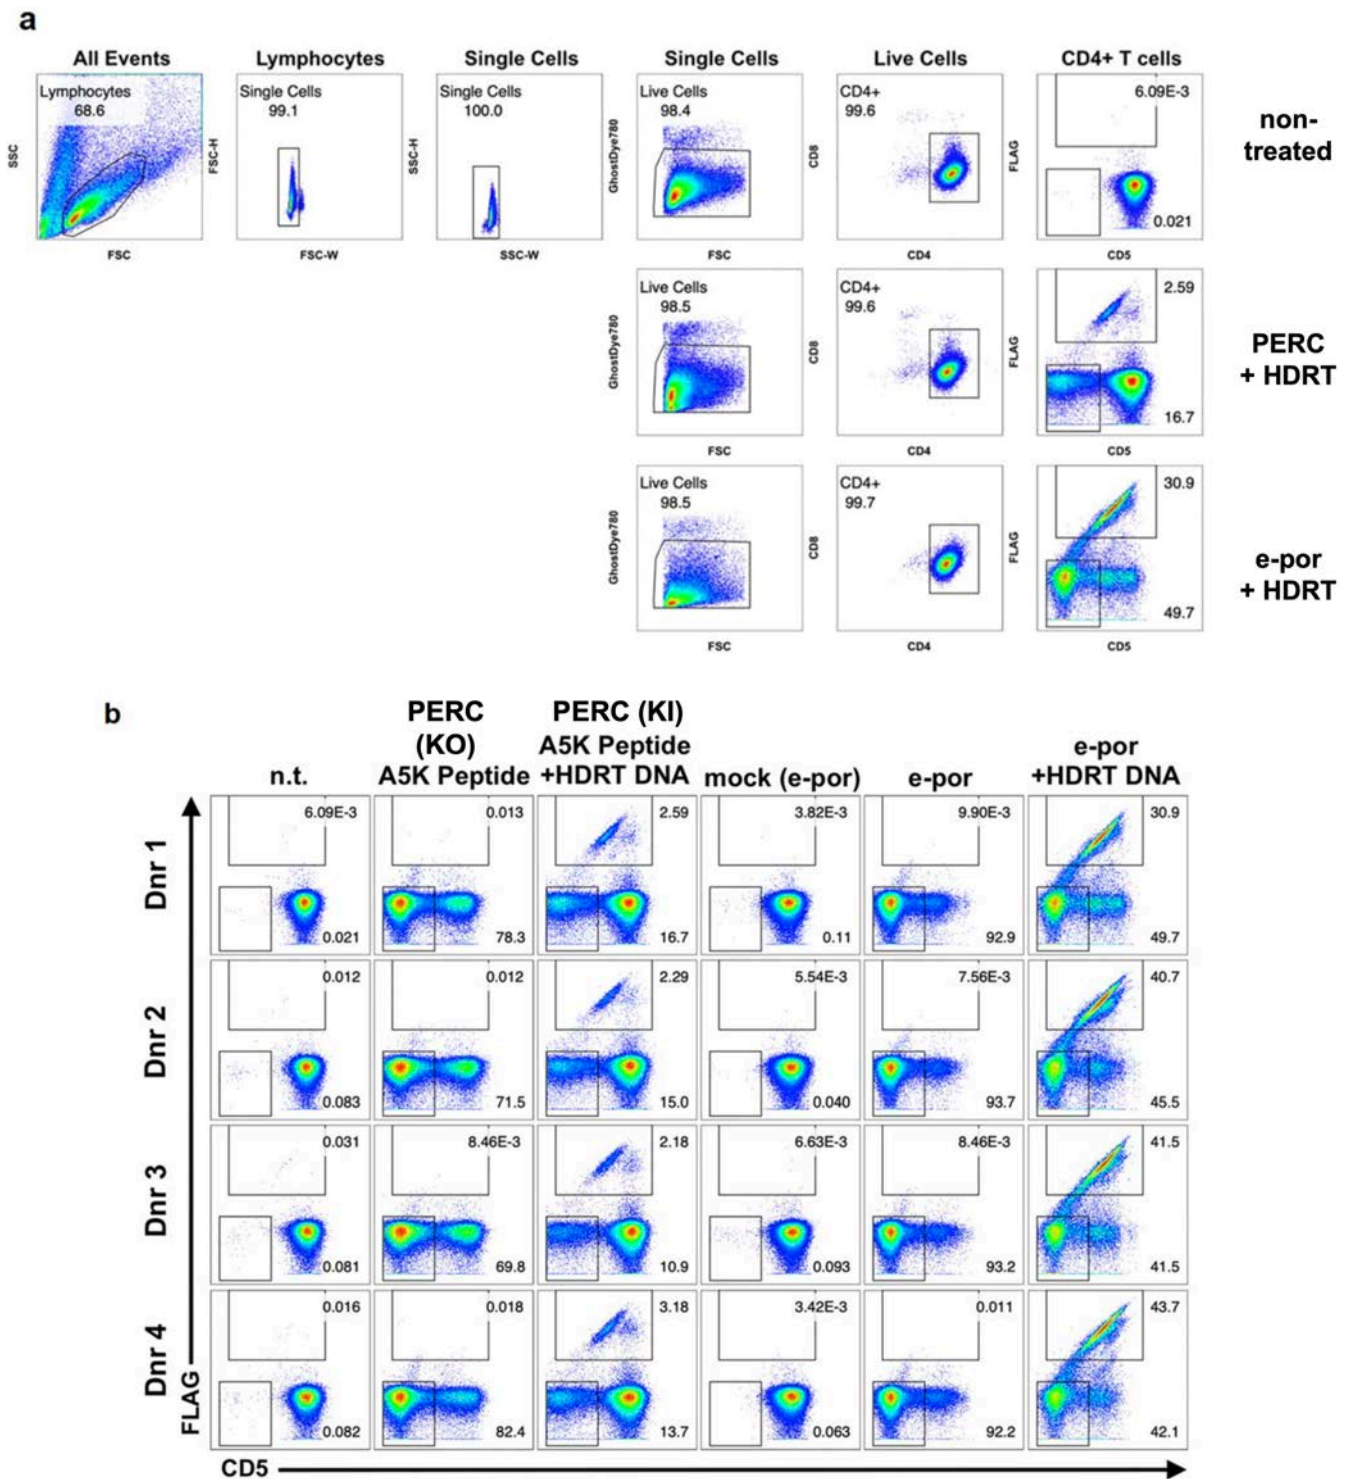 a
All Events
Lymphocytes
Single Cells
Single Cells
Live Cells
CD4+ T cells
Lymphocytes
68.6
SSC
FSC
Single Cells
99.1
FSC-H
FSC-W
Single Cells
100.0
SSC-H
SSC-W
Live Cells
98.4
GhostDye780
FSC
CD4+
99.6
CD8
CD4
6.09E-3
0.021
FLAG
CD5
non-
treated
Live Cells
98.5
GhostDye780
FSC
CD4+
99.6
CD8
CD4
2.59
16.7
FLAG
CD5
PERC
+ HDRT
Live Cells
98.5
GhostDye780
FSC
CD4+
99.7
CD8
CD4
30.9
49.7
FLAG
CD5
e-por
+ HDRT
b
n.t.
PERC
(KO)
A5K Peptide
PERC (KI)
A5K Peptide
+HDRT DNA
mock (e-por)
e-por
e-por
+HDRT DNA
Dnr 1
6.09E-3
0.021
0.013
78.3
2.59
16.7
3.82E-3
0.11
9.90E-3
92.9
30.9
49.7
Dnr 2
0.012
0.083
0.012
71.5
2.29
15.0
5.54E-3
0.040
7.56E-3
93.7
40.7
45.5
Dnr 3
0.031
0.081
8.46E-3
69.8
2.18
10.9
6.63E-3
0.093
8.46E-3
93.2
41.5
41.5
Dnr 4
0.016
0.082
0.018
82.4
3.18
13.7
3.42E-3
0.063
0.011
92.2
43.7
42.1
FLAG
CD5